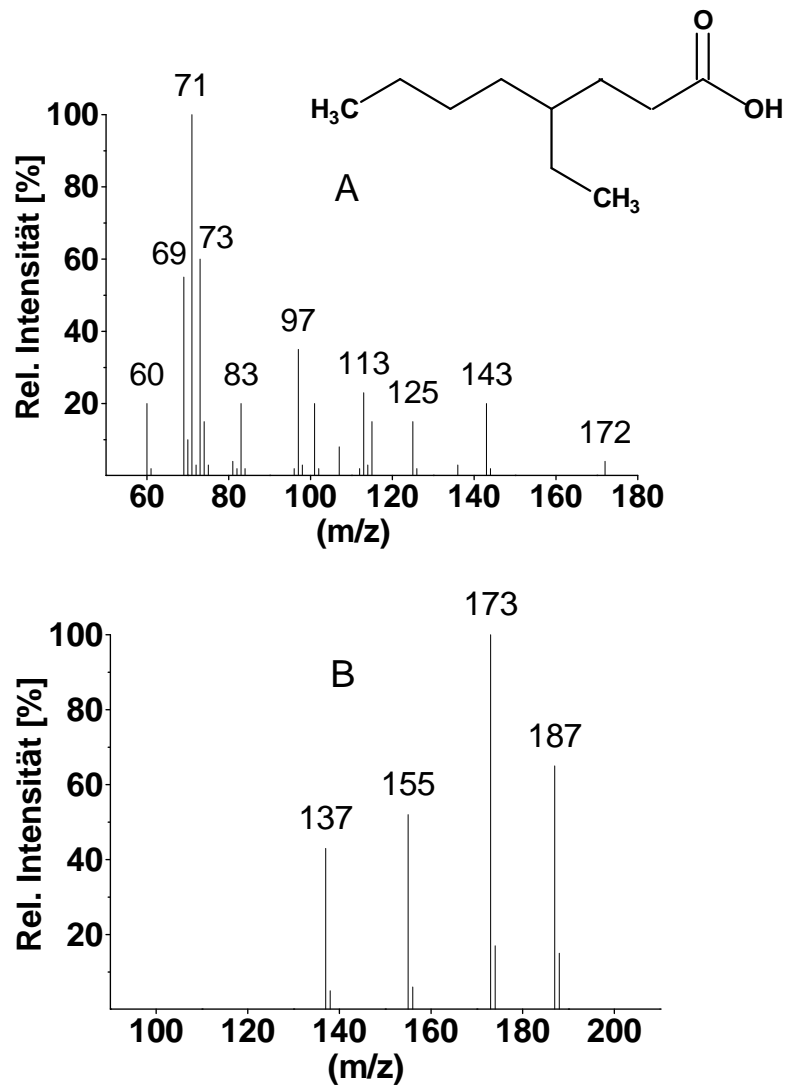 O
H₃C
OH
CH₃
A
Rel. Intensität [%]
100
80
60
40
20
71
69
73
60
83
97
113
125
143
172
60 80 100 120 140 160 180
(m/z)
B
Rel. Intensität [%]
100
80
60
40
20
173
187
155
137
100 120 140 160 180 200
(m/z)